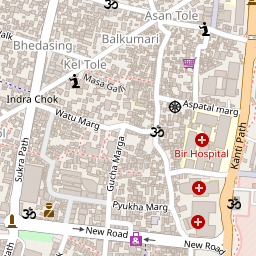 Asan Tole
Balkumari
Bhedasing
Kel Tole
Masa Galli
Indra Chok
Aspatal marg
Watu Marg
Bir Hospital
Kanti Path
Sukra Path
Gucha Marga
Pyukha Marg
New Road
New Road